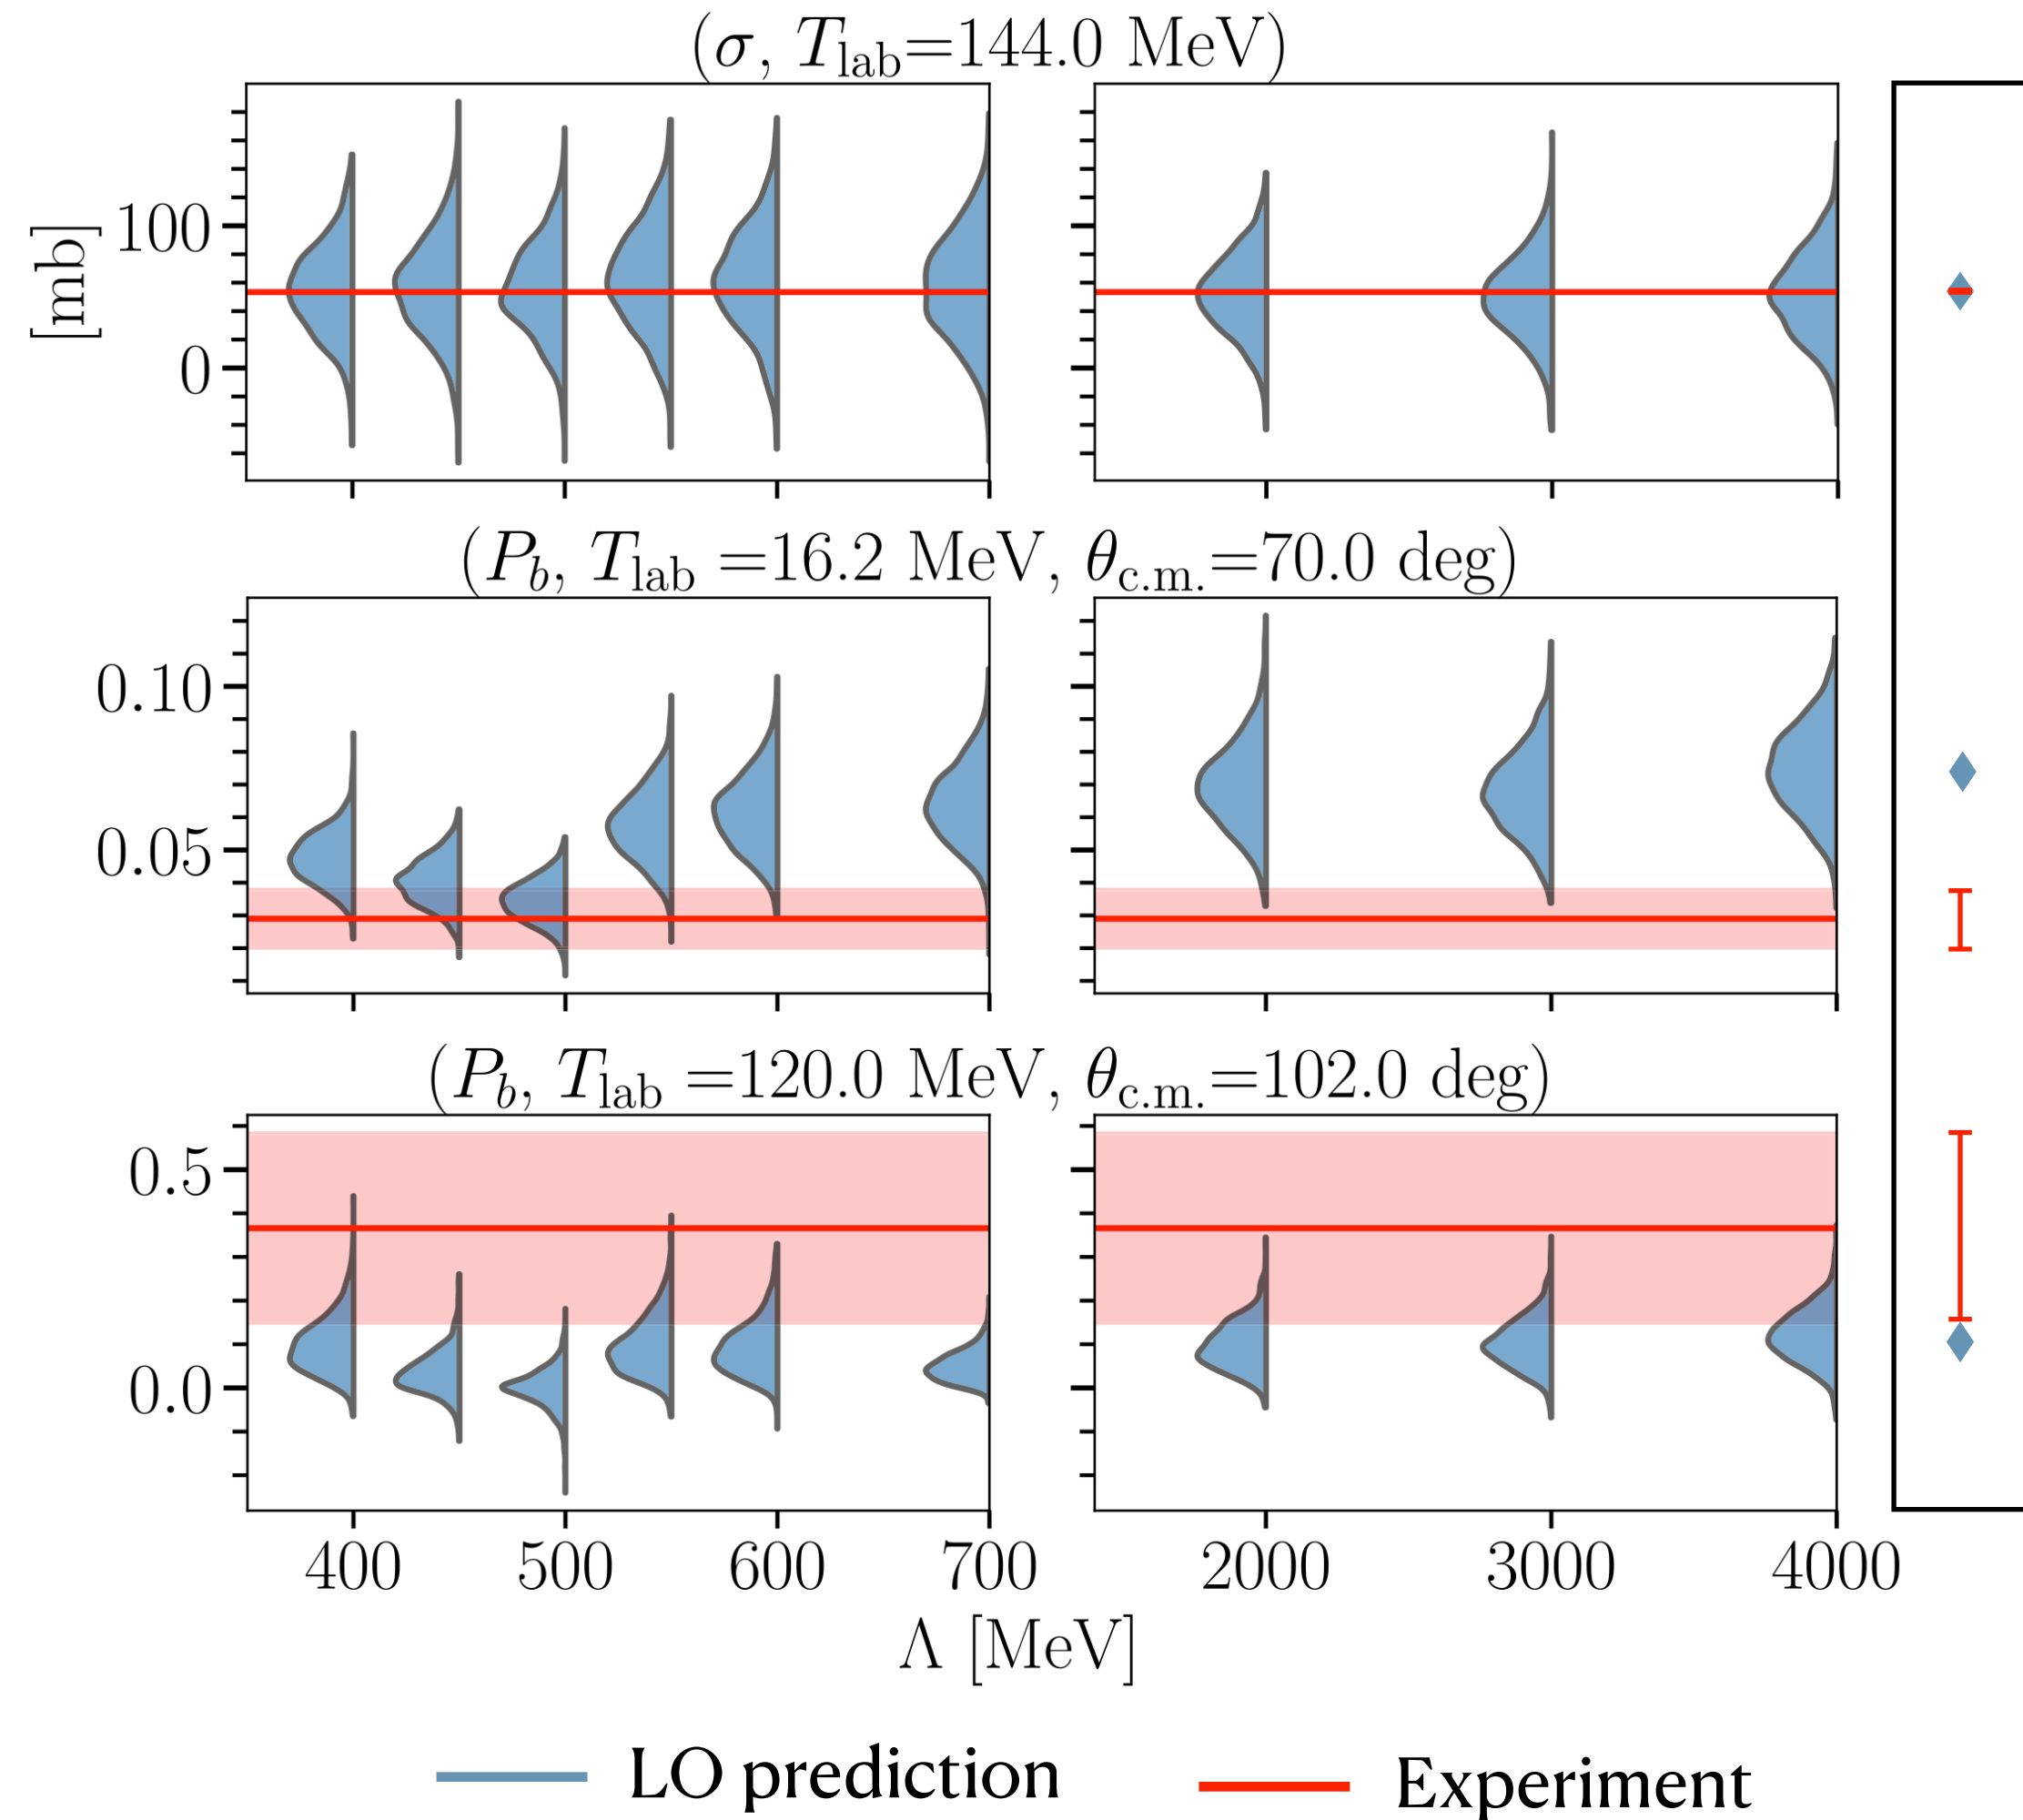 (σ, T_lab=144.0 MeV)
[mb]
100
0
(P_b, T_lab =16.2 MeV, θ_c.m.=70.0 deg)
0.10
0.05
(P_b, T_lab =120.0 MeV, θ_c.m.=102.0 deg)
0.5
0.0
400 500 600 700 2000 3000 4000
Λ [MeV]
LO prediction Experiment